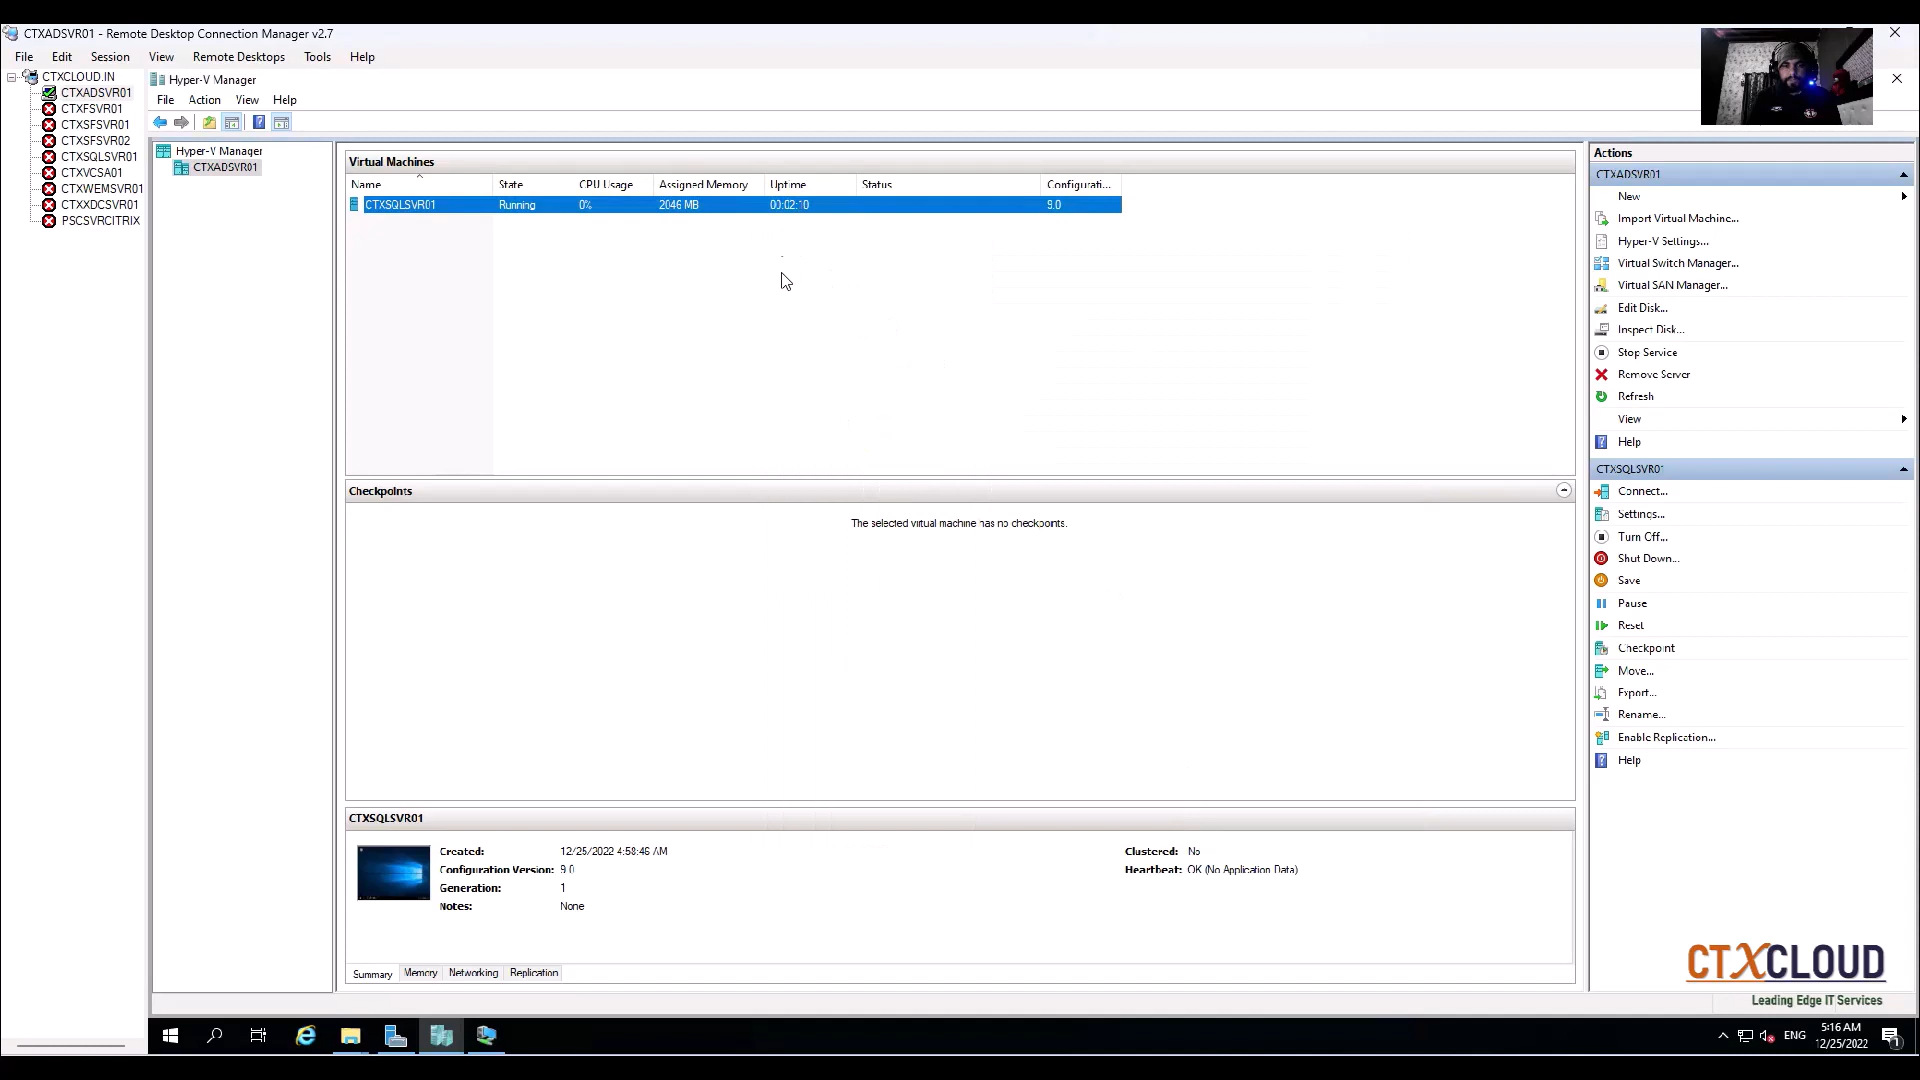 CTXADSVR01 - Remote Desktop Connection Manager v2.7
File Edit Session View Remote Desktops Tools Help
CTXCLOUD.IN
CTXADSVR01
CTXFSVR01
CTXSFSVR01
CTXSFSVR02
CTXSQLSVR01
CTXVCSA01
CTXWEMSVR01
CTXXDCSVR01
PSCSVRCITRIX
Hyper-V Manager
File Action View Help
Hyper-V Manager
CTXADSVR01
Virtual Machines
Name State CPU Usage Assigned Memory Uptime Status Configurati...
CTXSQLSVR01 Running 0% 2046 MB 00:02:10 9.0
Checkpoints
The selected virtual machine has no checkpoints.
CTXSQLSVR01
Created: 12/25/2022 4:58:46 AM Clustered: No
Configuration Version: 9.0 Heartbeat: OK (No Application Data)
Generation: 1
Notes: None
Summary Memory Networking Replication
Actions
CTXADSVR01
New
Import Virtual Machine...
Hyper-V Settings...
Virtual Switch Manager...
Virtual SAN Manager...
Edit Disk...
Inspect Disk...
Stop Service
Remove Server
Refresh
View
Help
CTXSQLSVR01
Connect...
Settings...
Turn Off...
Shut Down...
Save
Pause
Reset
Checkpoint
Move...
Export...
Rename...
Enable Replication...
Help
CTXCLOUD
Leading Edge IT Services
ENG 5:16 AM
12/25/2022 1